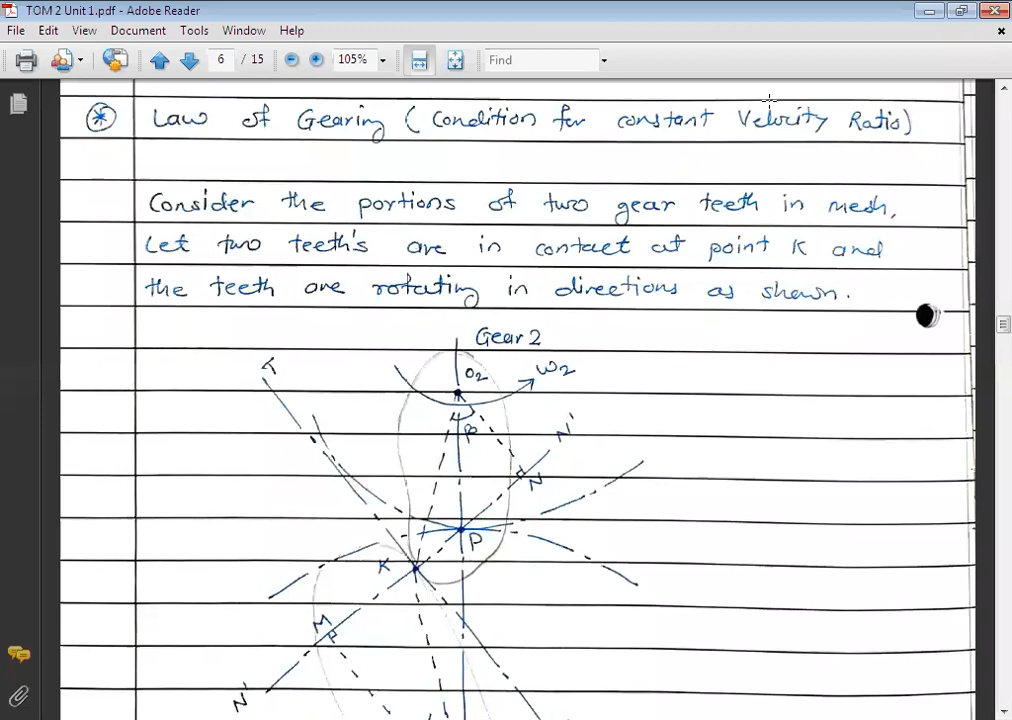 TOM 2 Unit 1.pdf - Adobe Reader
File Edit View Document Tools Window Help
6 / 15 105% Find
Law of Gearing (Condition for constant Velocity Ratio)
Consider the portions of two gear teeth in mesh,
Let two teeth's are in contact at point K and
the teeth are rotating in directions as shown.
Gear 2
T
O2
ω2
β
N'
N
P
K
M
N'